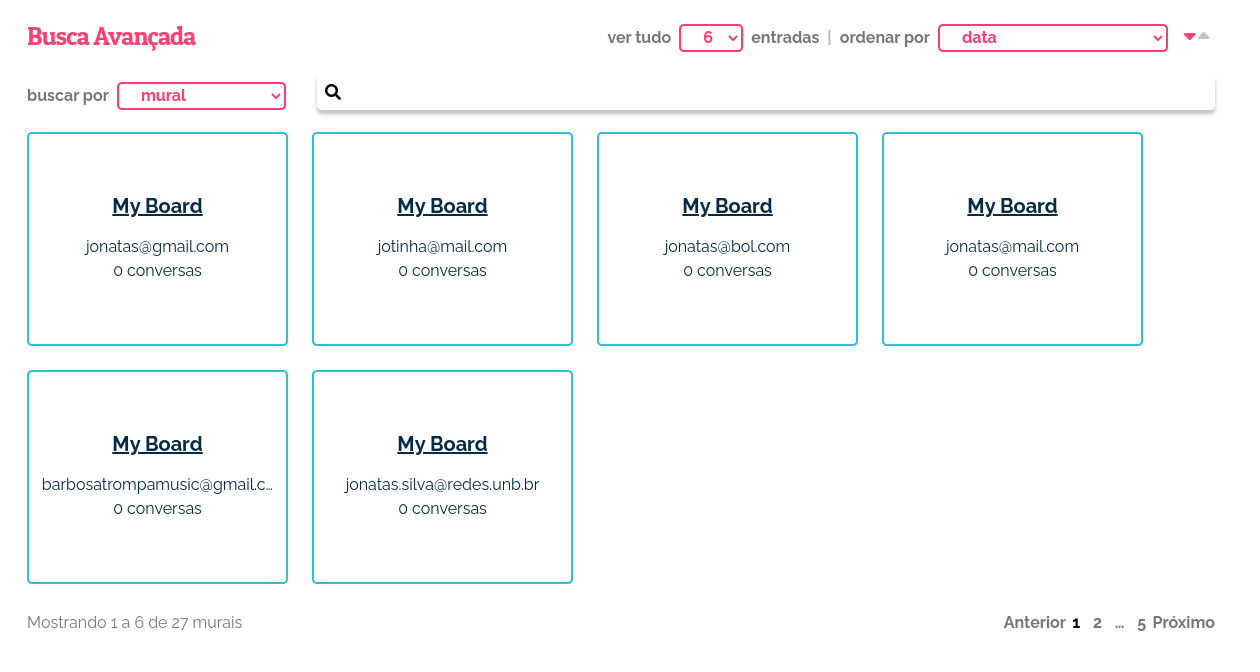 Busca Avançada
ver tudo 6 entradas | ordenar por data
buscar por mural
My Board
jonatas@gmail.com
0 conversas
My Board
jotinha@mail.com
0 conversas
My Board
jonatas@bol.com
0 conversas
My Board
jonatas@mail.com
0 conversas
My Board
barbosatrompamusic@gmail.c...
0 conversas
My Board
jonatas.silva@redes.unb.br
0 conversas
Mostrando 1 a 6 de 27 murais
Anterior 1 2 ... 5 Próximo